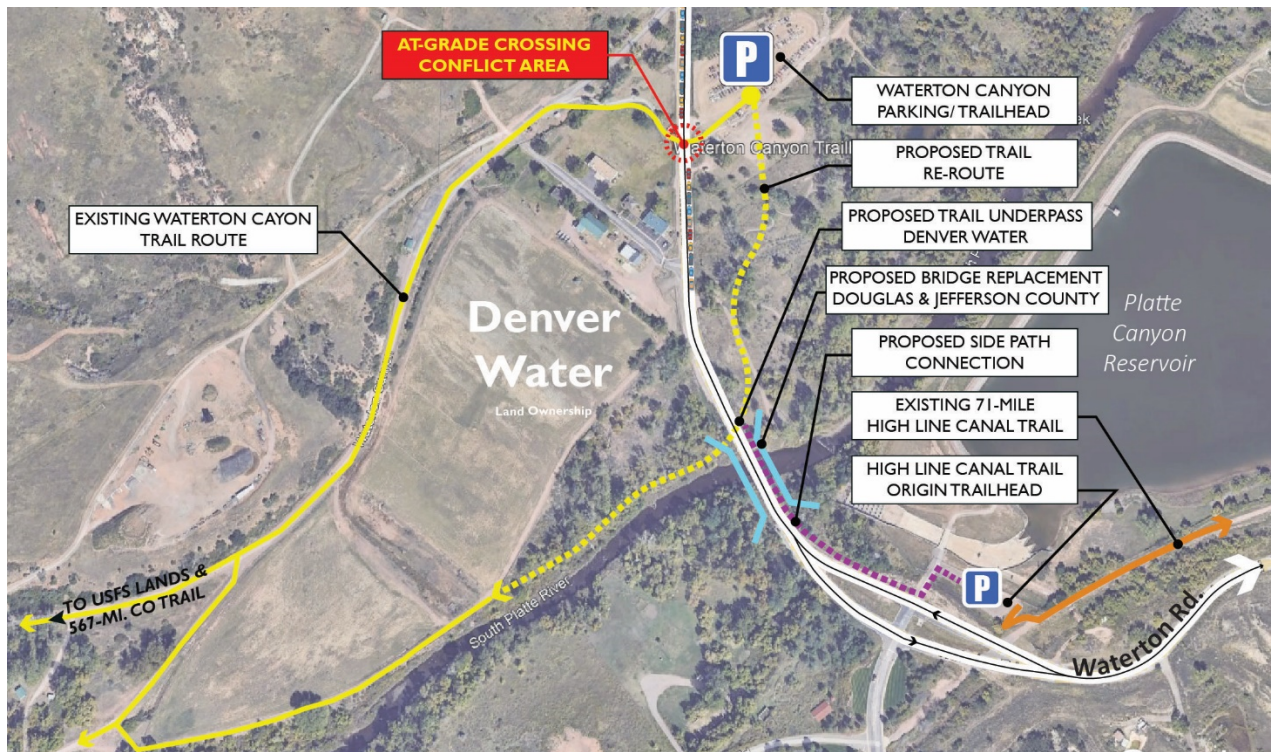 AT-GRADE CROSSING
CONFLICT AREA
P
WATERTON CANYON
PARKING/ TRAILHEAD
PROPOSED TRAIL
RE-ROUTE
EXISTING WATERTON CAYON
TRAIL ROUTE
PROPOSED TRAIL UNDERPASS
DENVER WATER
PROPOSED BRIDGE REPLACEMENT
DOUGLAS & JEFFERSON COUNTY
PROPOSED SIDE PATH
CONNECTION
EXISTING 71-MILE
HIGH LINE CANAL TRAIL
HIGH LINE CANAL TRAIL
ORIGIN TRAILHEAD
Waterton Canyon Trail
Denver
Water
Land Ownership
Platte
Canyon
Reservoir
P
TO USFS LANDS &
567-MI. CO TRAIL
South Platte River
Waterton Rd.